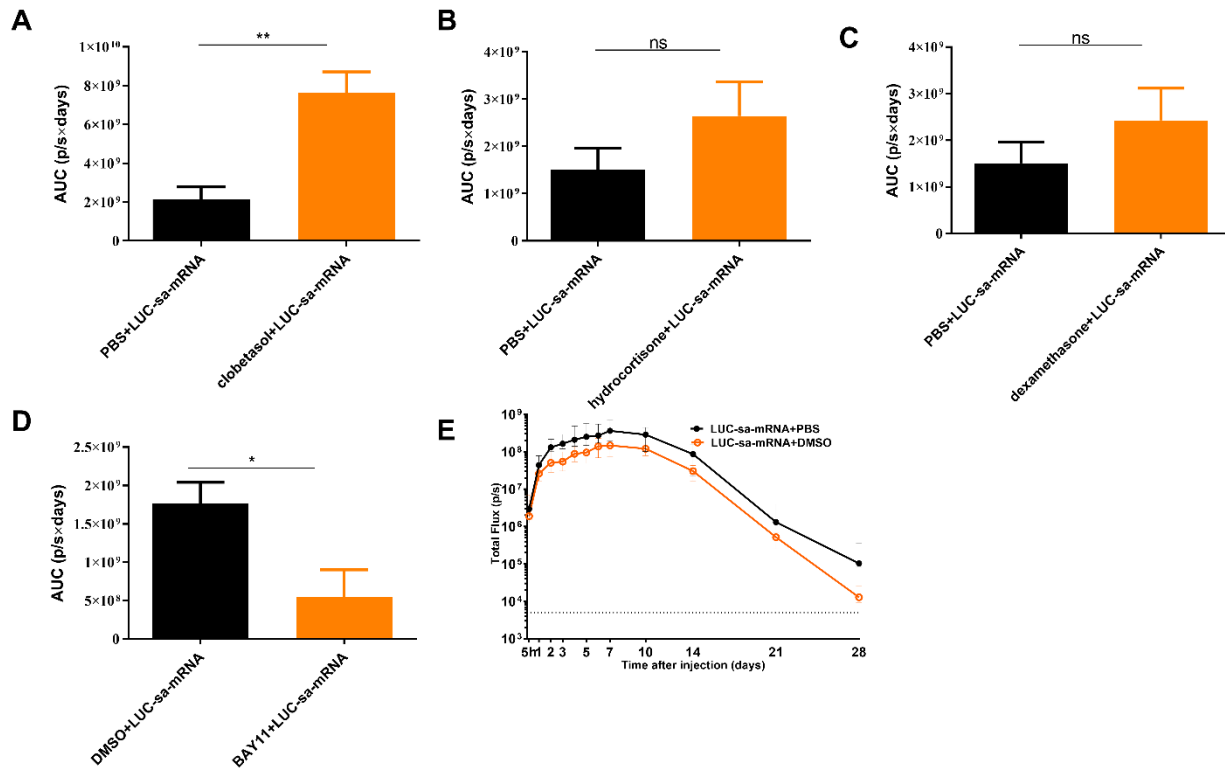 A
**
1×10¹⁰
8×10⁹
6×10⁹
4×10⁹
2×10⁹
0
AUC (p/s×days)
PBS+LUC-sa-mRNA
clobetasol+LUC-sa-mRNA
B
ns
4×10⁹
3×10⁹
2×10⁹
1×10⁹
0
AUC (p/s×days)
PBS+LUC-sa-mRNA
hydrocortisone+LUC-sa-mRNA
C
ns
4×10⁹
3×10⁹
2×10⁹
1×10⁹
0
AUC (p/s×days)
PBS+LUC-sa-mRNA
dexamethasone+LUC-sa-mRNA
D
*
2.5×10⁹
2×10⁹
1.5×10⁹
1×10⁹
5×10⁸
0
AUC (p/s×days)
DMSO+LUC-sa-mRNA
BAY11+LUC-sa-mRNA
E
LUC-sa-mRNA+PBS
LUC-sa-mRNA+DMSO
10⁹
10⁸
10⁷
10⁶
10⁵
10⁴
10³
Total Flux (p/s)
5h1 2 3 5 7 10 14 21 28
Time after injection (days)